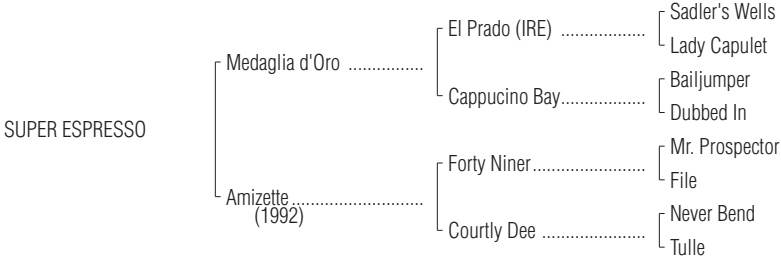 Sadler's Wells
El Prado (IRE) ..................
Lady Capulet
Medaglia d'Oro ................
Bailjumper
Cappucino Bay..................
Dubbed In
SUPER ESPRESSO
Mr. Prospector
Forty Niner........................
File
Amizette............................
(1992)
Never Bend
Courtly Dee ......................
Tulle